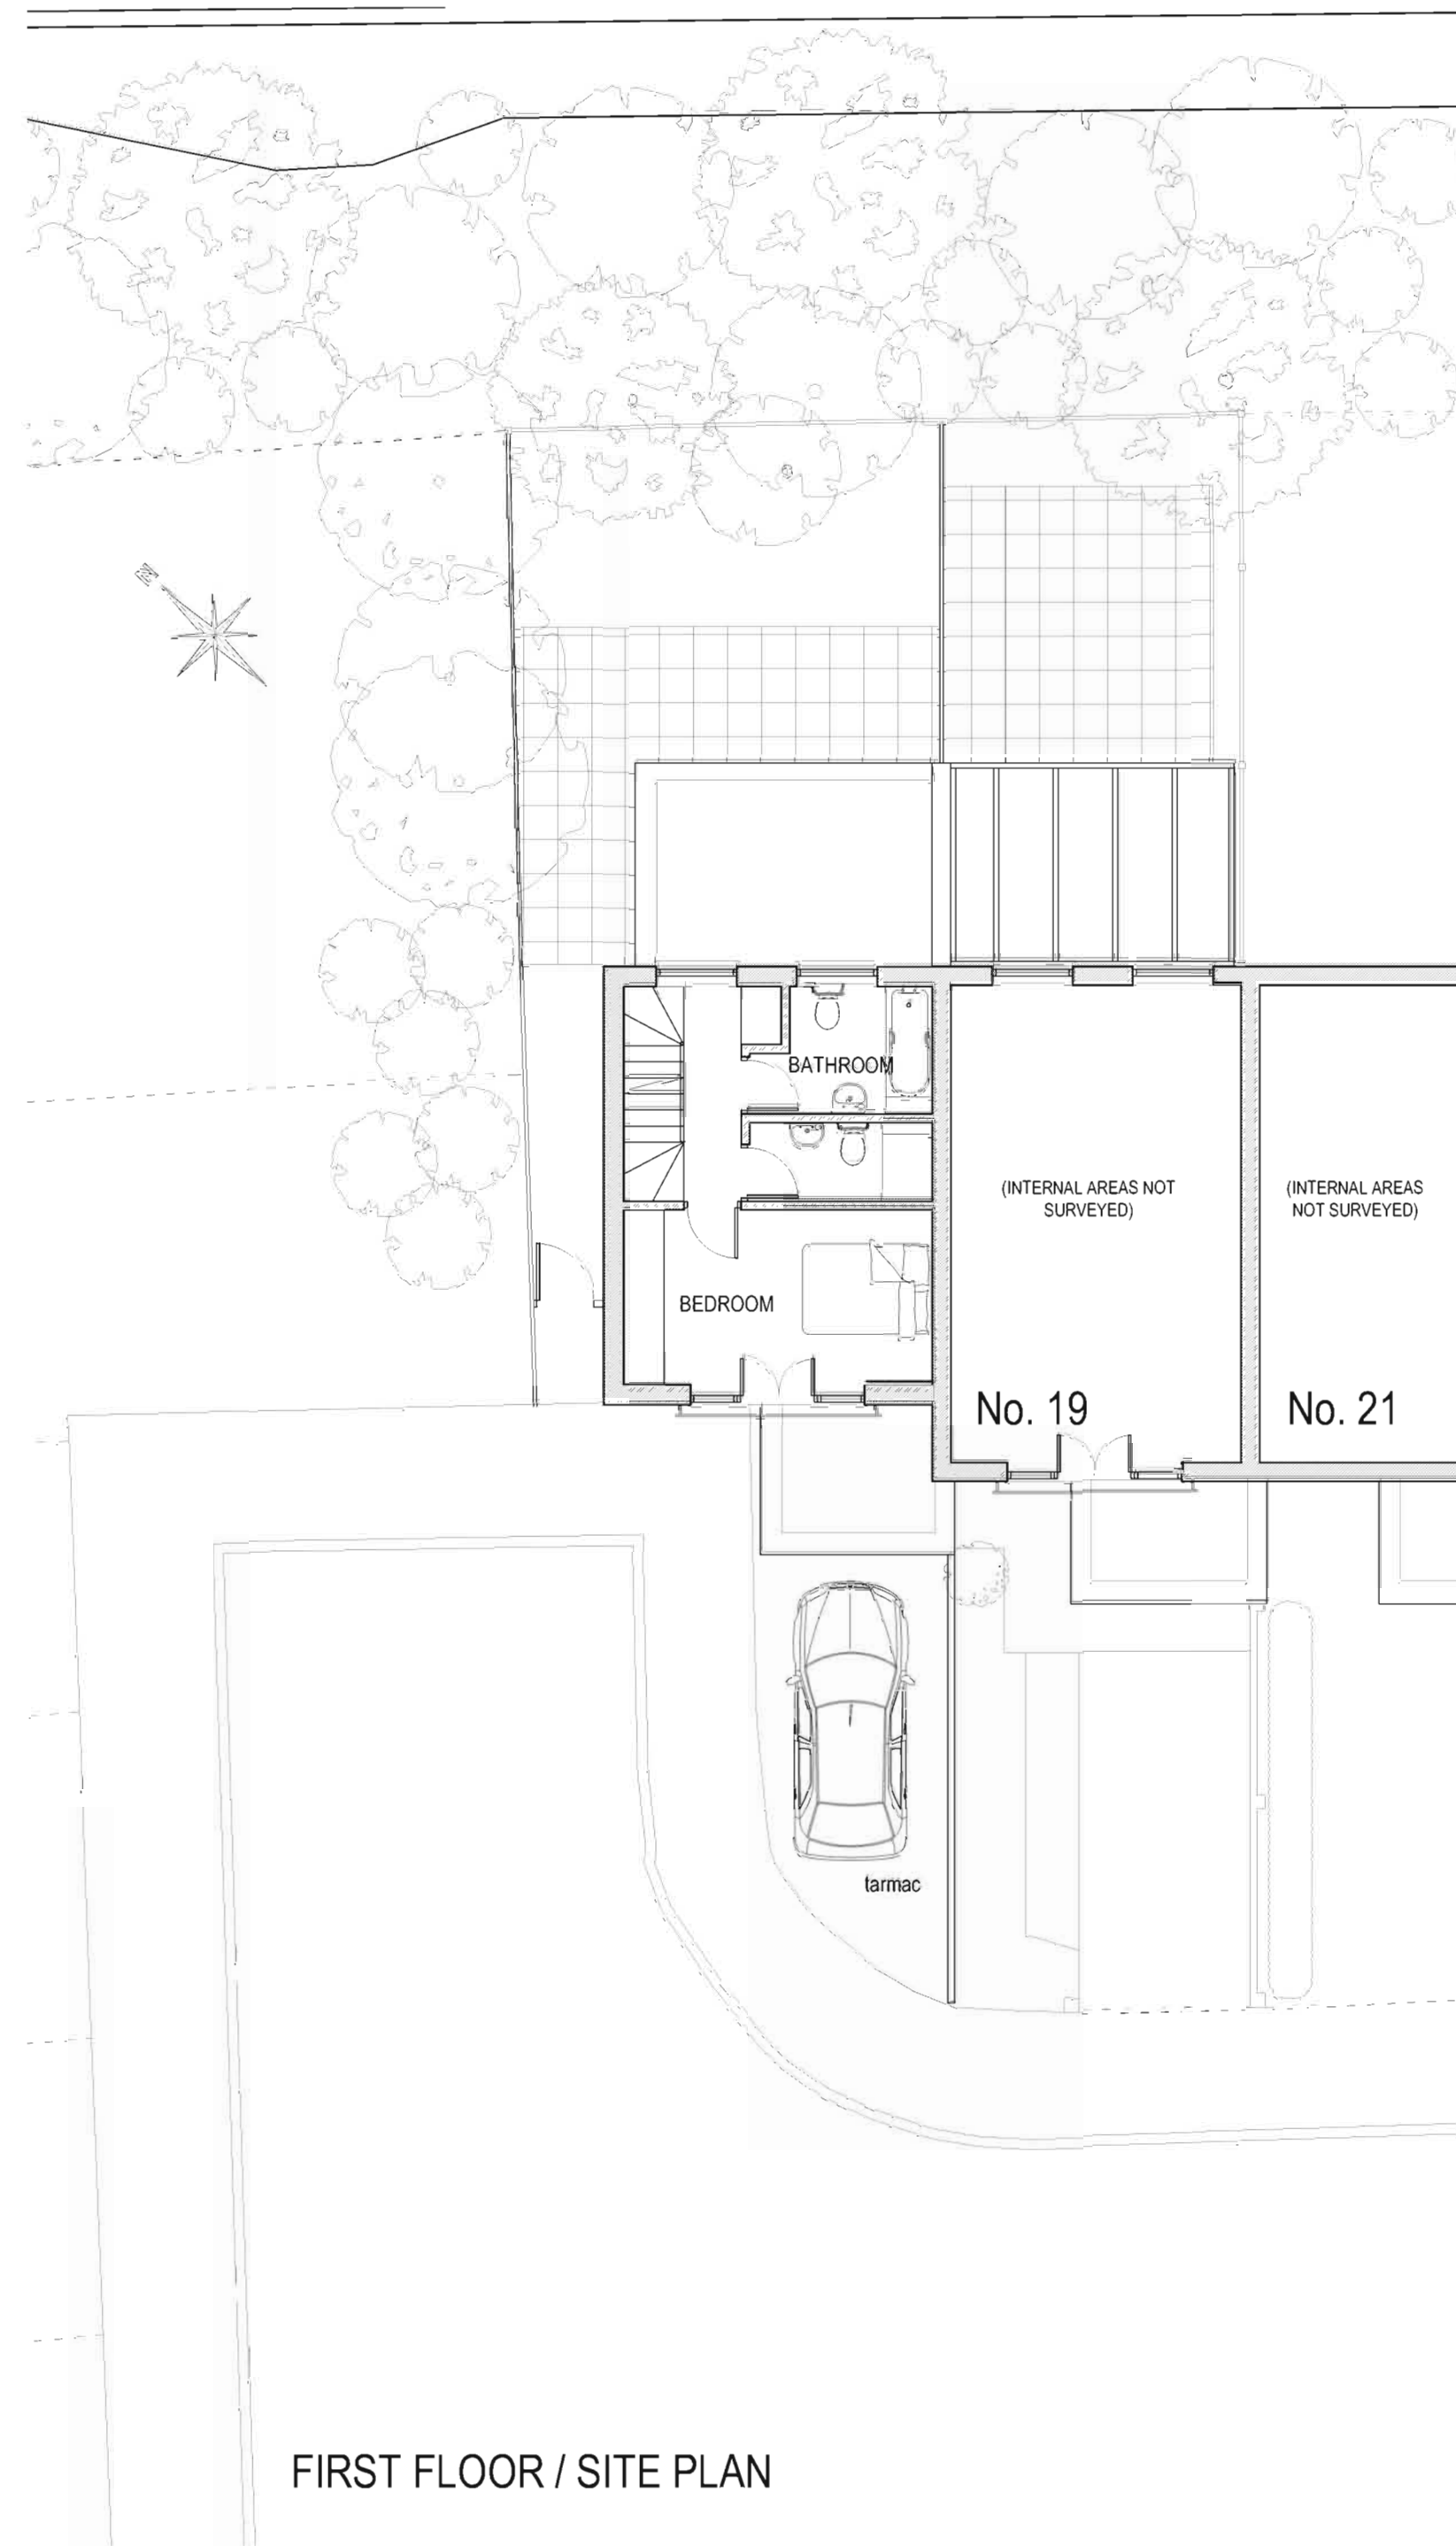 N
BATHROOM
(INTERNAL AREAS NOT
SURVEYED)
(INTERNAL AREAS
NOT SURVEYED)
BEDROOM
No. 19
No. 21
tarmac
FIRST FLOOR / SITE PLAN